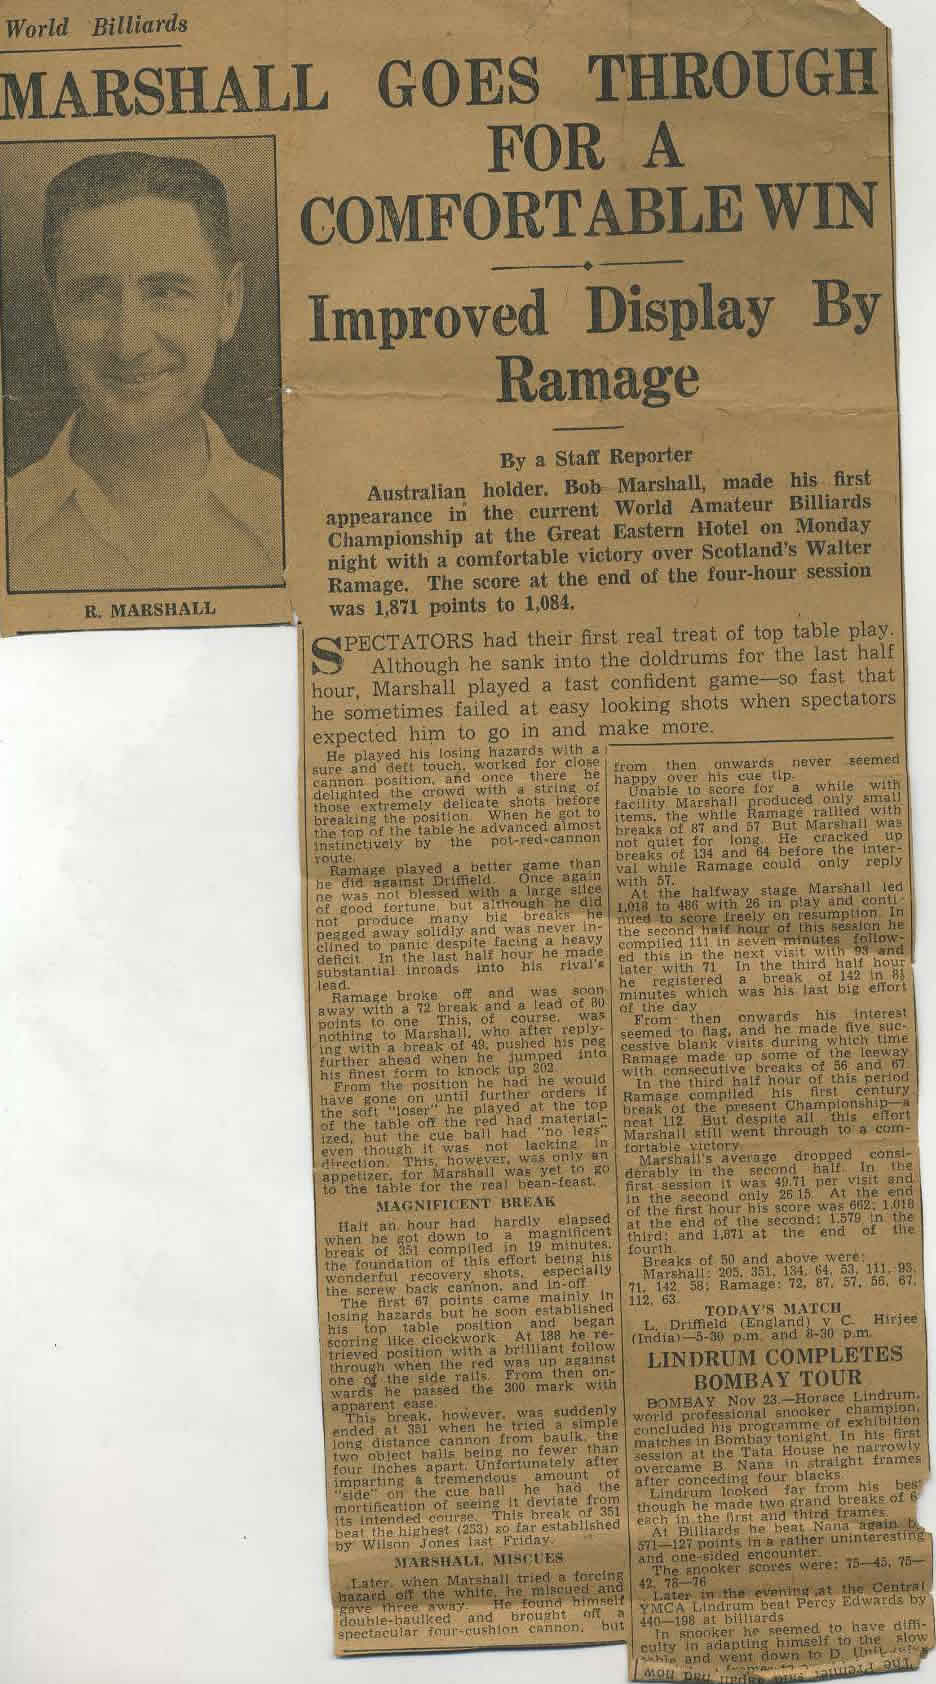 World Billiards
MARSHALL GOES THROUGH
FOR A
COMFORTABLE WIN
Improved Display By
Ramage
R. MARSHALL
By a Staff Reporter
Australian holder, Bob Marshall, made his first
appearance in the current World Amateur Billiards
Championship at the Great Eastern Hotel on Monday
night with a comfortable victory over Scotland's Walter
Ramage. The score at the end of the four-hour session
was 1,871 points to 1,084.
SPECTATORS had their first real treat of top table play.
Although he sank into the doldrums for the last half
hour, Marshall played a fast confident game—so fast that
he sometimes failed at easy looking shots when spectators
expected him to go in and make more.
He played his losing hazards with a
sure and deft touch, worked for close
cannon position, and once there he
delighted the crowd with a string of
those extremely delicate shots before
breaking the position. When he got to
the top of the table he advanced almost
instinctively by the pot-red-cannon
route.
Ramage played a better game than
he did against Driffield. Once again
he was not blessed with a large slice
of good fortune, but although he did
not produce many big breaks he
pegged away solidly and was never in-
clined to panic despite facing a heavy
deficit. In the last half hour he made
substantial inroads into his rival's
lead.
Ramage broke off and was soon
away with a 72 break and a lead of 80
points to one This, of course, was
nothing to Marshall, who after reply-
ing with a break of 49, pushed his peg
further ahead when he jumped into
his finest form to knock up 202.
From the position he had he would
have gone on until further orders if
the soft "loser" he played at the top
of the table off the red had material-
ized, but the cue ball had "no legs"
even though it was not lacking in
direction. This, however, was only an
appetizer, for Marshall was yet to go
to the table for the real bean-feast.
MAGNIFICENT BREAK
Half an hour had hardly elapsed
when he got down to a magnificent
break of 351 compiled in 19 minutes,
the foundation of this effort being his
wonderful recovery shots, especially
the screw back cannon, and in-off
The first 67 points came mainly in
losing hazards but he soon established
his top table position and began
scoring like clockwork At 188 he re-
trieved position with a brilliant follow
through when the red was up against
one of the side rails. From then on-
wards he passed the 300 mark with
apparent ease.
This break, however, was suddenly
ended at 351 when he tried a simple
long distance cannon from baulk, the
two object balls being no fewer than
four inches apart. Unfortunately after
imparting a tremendous amount of
"side" on the cue ball he had the
mortification of seeing it deviate from
its intended course. This break of 351
beat the highest (253) so far established
by Wilson Jones last Friday.
MARSHALL MISCUES
Later, when Marshall tried a forcing
hazard off the white, he miscued and
gave three away. He found himself
double-baulked and brought off a
spectacular four-cushion cannon, but
from then onwards never seemed
happy over his cue tip.
Unable to score for a while with
facility Marshall produced only small
items, the while Ramage rallied with
breaks of 87 and 57 But Marshall was
not quiet for long. He cracked up
breaks of 134 and 64 before the inter-
val while Ramage could only reply
with 57.
At the halfway stage Marshall led
1,018 to 486 with 26 in play and conti-
nued to score freely on resumption. In
the second half hour of this session he
compiled 111 in seven minutes follow-
ed this in the next visit with 93 and
later with 71 In the third half hour
he registered a break of 142 in 8½
minutes which was his last big effort
of the day
From then onwards his interest
seemed to flag, and he made five suc-
cessive blank visits during which time
Ramage made up some of the leeway
with consecutive breaks of 56 and 67.
In the third half hour of this period
Ramage compiled his first century
break of the present Championship—a
neat 112 But despite all this effort
Marshall still went through to a com-
fortable victory.
Marshall's average dropped consi-
derably in the second half. In the
first session it was 49.71 per visit and
in the second only 26.15 At the end
of the first hour his score was 662; 1,018
at the end of the second; 1,579 in the
third; and 1,871 at the end of the
fourth.
Breaks of 50 and above were:
Marshall: 205, 351, 134, 64, 53, 111, 93,
71, 142, 58; Ramage: 72, 87, 57, 56, 67,
112, 63.
TODAY'S MATCH
L. Driffield (England) v C. Hirjee
(India)—5-30 p.m. and 8-30 p.m.
LINDRUM COMPLETES
BOMBAY TOUR
BOMBAY Nov 23.—Horace Lindrum,
world professional snooker champion,
concluded his programme of exhibition
matches in Bombay tonight. In his first
session at the Tata House he narrowly
overcame B. Nana in straight frames
after conceding four blacks.
Lindrum looked far from his best
though he made two grand breaks of 6
each in the first and third frames.
At Billiards he beat Nana again b
571—127 points in a rather uninteresting
and one-sided encounter.
The snooker scores were: 75—45, 75—
42, 78—76
Later in the evening at the Central
YMCA Lindrum beat Percy Edwards by
440—198 at billiards
In snooker he seemed to have diffi-
culty in adapting himself to the slow
table and went down to D.
The Premier said Japan had now